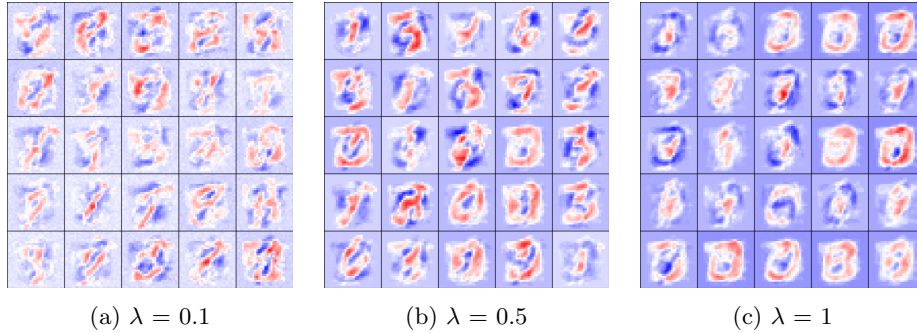 (a) λ = 0.1
(b) λ = 0.5
(c) λ = 1